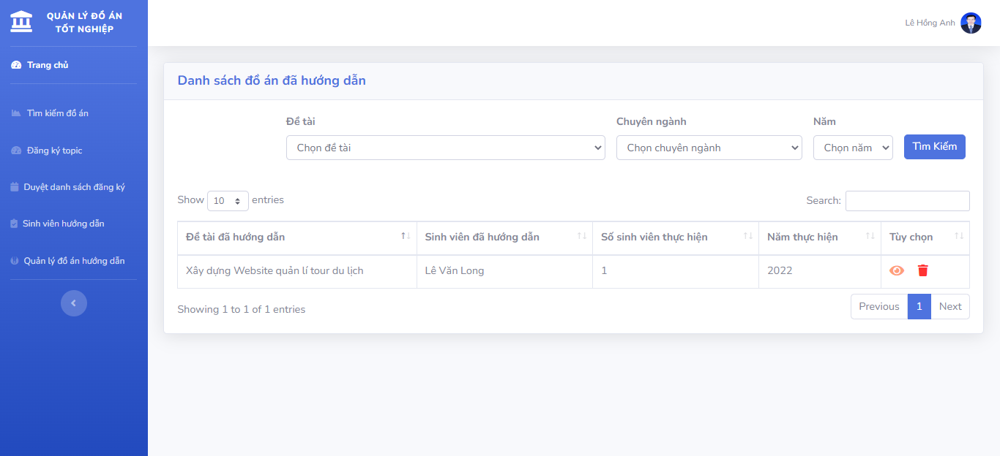 QUẢN LÝ ĐỒ ÁN
TỐT NGHIỆP
Lê Hồng Anh
Trang chủ
Tìm kiếm đồ án
Đăng ký topic
Duyệt danh sách đăng ký
Sinh viên hướng dẫn
Quản lý đồ án hướng dẫn
Danh sách đồ án đã hướng dẫn
Đề tài Chuyên ngành Năm
Chọn đề tài Chọn chuyên ngành Chọn năm Tìm Kiếm
Show 10 entries Search:
Đề tài đã hướng dẫn Sinh viên đã hướng dẫn Số sinh viên thực hiện Năm thực hiện Tùy chọn
Xây dựng Website quản lí tour du lịch Lê Văn Long 1 2022
Showing 1 to 1 of 1 entries Previous 1 Next